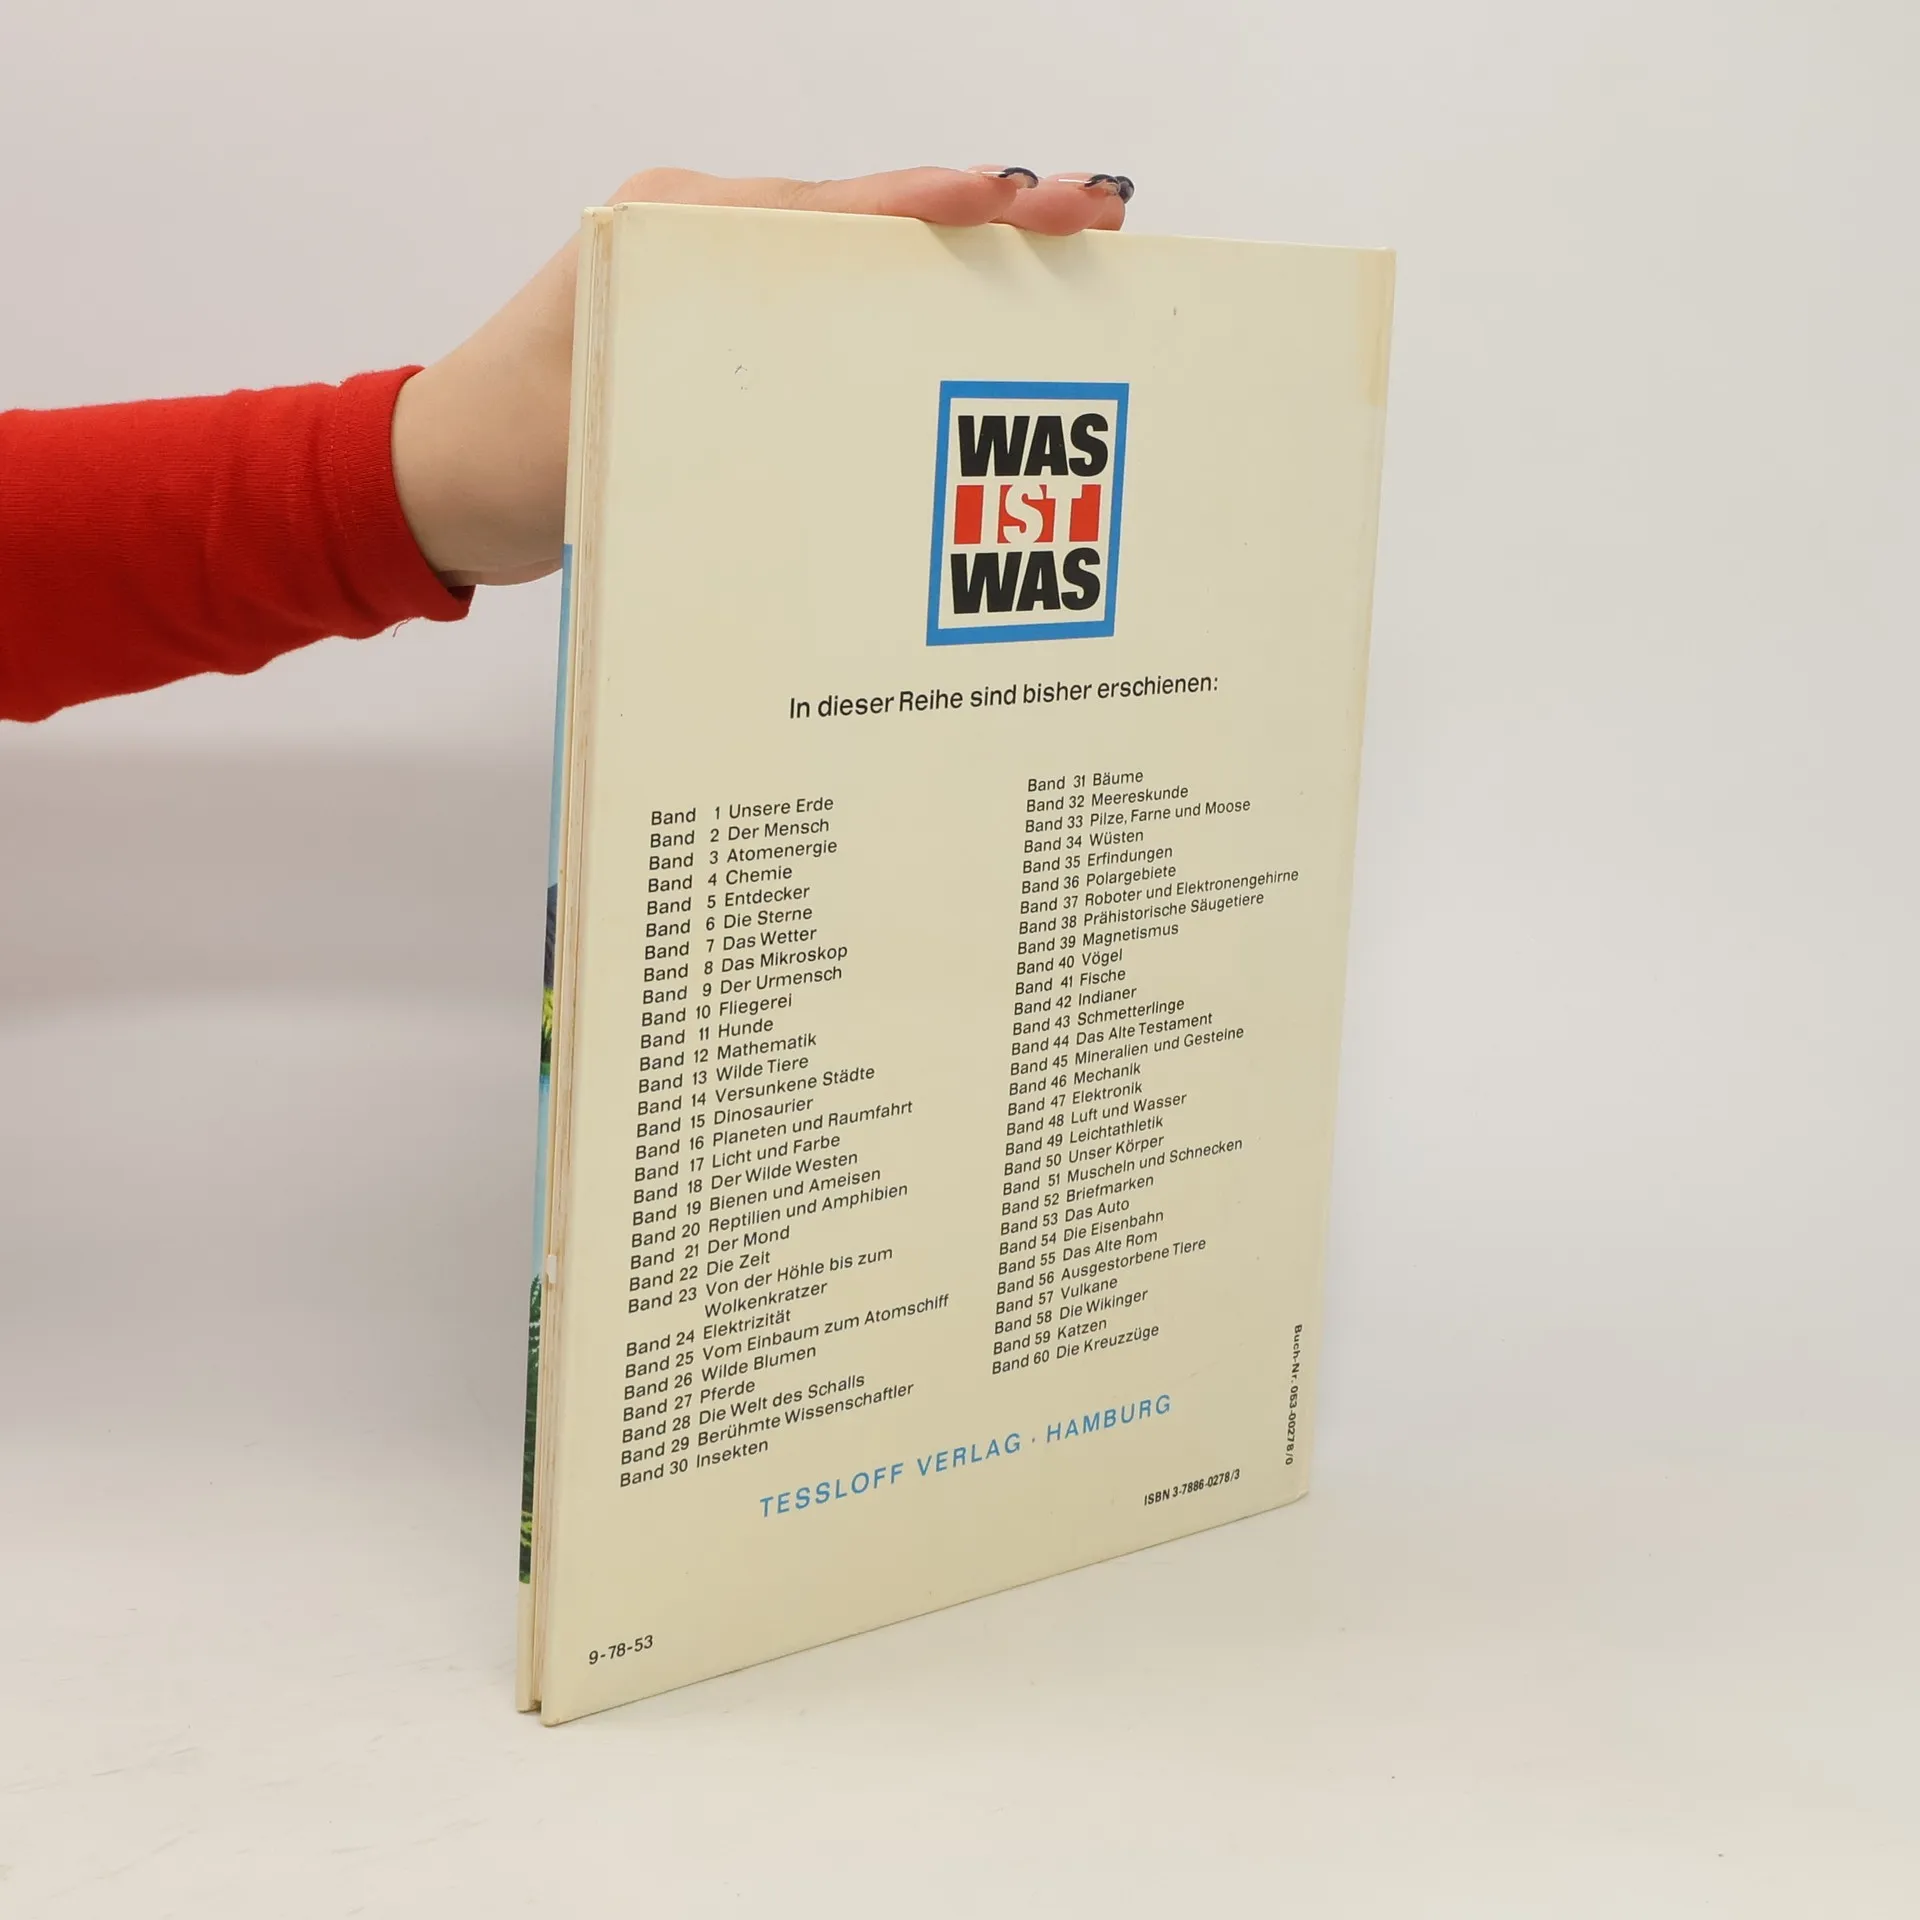 WAS
IST
WAS
In dieser Reihe sind bisher erschienen:
Band 1 Unsere Erde
Band 2 Der Mensch
Band 3 Atomenergie
Band 4 Chemie
Band 5 Entdecker
Band 6 Die Sterne
Band 7 Das Wetter
Band 8 Das Mikroskop
Band 9 Der Urmensch
Band 10 Fliegerei
Band 11 Hunde
Band 12 Mathematik
Band 13 Wilde Tiere
Band 14 Versunkene Städte
Band 15 Dinosaurier
Band 16 Planeten und Raumfahrt
Band 17 Licht und Farbe
Band 18 Der Wilde Westen
Band 19 Bienen und Ameisen
Band 20 Reptilien und Amphibien
Band 21 Der Mond
Band 22 Die Zeit
Band 23 Von der Höhle bis zum
Wolkenkratzer
Band 24 Elektrizität
Band 25 Vom Einbaum zum Atomschiff
Band 26 Wilde Blumen
Band 27 Pferde
Band 28 Die Welt des Schalls
Band 29 Berühmte Wissenschaftler
Band 30 Insekten
Band 31 Bäume
Band 32 Meereskunde
Band 33 Pilze, Farne und Moose
Band 34 Wüsten
Band 35 Erfindungen
Band 36 Polargebiete
Band 37 Roboter und Elektronengehirne
Band 38 Prähistorische Säugetiere
Band 39 Magnetismus
Band 40 Vögel
Band 41 Fische
Band 42 Indianer
Band 43 Schmetterlinge
Band 44 Das Alte Testament
Band 45 Mineralien und Gesteine
Band 46 Mechanik
Band 47 Elektronik
Band 48 Luft und Wasser
Band 49 Leichtathletik
Band 50 Unser Körper
Band 51 Muscheln und Schnecken
Band 52 Briefmarken
Band 53 Das Auto
Band 54 Die Eisenbahn
Band 55 Das Alte Rom
Band 56 Ausgestorbene Tiere
Band 57 Vulkane
Band 58 Die Wikinger
Band 59 Katzen
Band 60 Die Kreuzzüge
TESSLOFF VERLAG · HAMBURG
Buch-Nr. 053-00278/0
ISBN 3-7886-0278/3
9-78-53